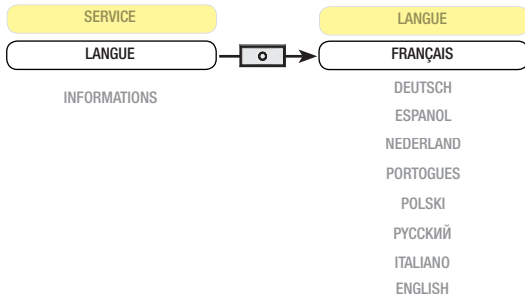 SERVICE
LANGUE
INFORMATIONS
LANGUE
FRANÇAIS
DEUTSCH
ESPANOL
NEDERLAND
PORTOGUES
POLSKI
РУССКИЙ
ITALIANO
ENGLISH